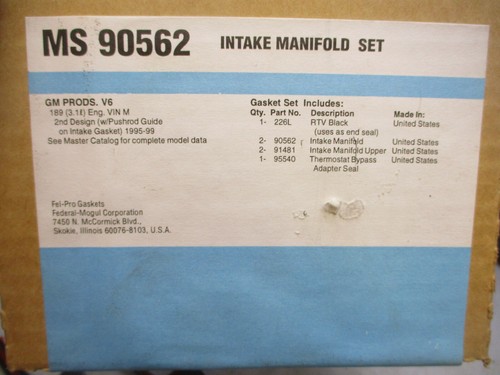 MS 90562 INTAKE MANIFOLD SET
GM PRODS. V6
189 (3.1ℓ) Eng. VIN M
2nd Design (w/Pushrod Guide
on Intake Gasket) 1995-99
See Master Catalog for complete model data
Gasket Set Includes:
Qty. Part No. Description Made in:
1- 226L RTV Black United States
(uses as end seal)
2- 90562 Intake Manifold United States
2- 91481 Intake Manifold Upper United States
1- 95540 Thermostat Bypass United States
Adapter Seal
Fel-Pro Gaskets
Federal-Mogul Corporation
7450 N. McCormick Blvd.,
Skokie, Illinois 60076-8103, U.S.A.